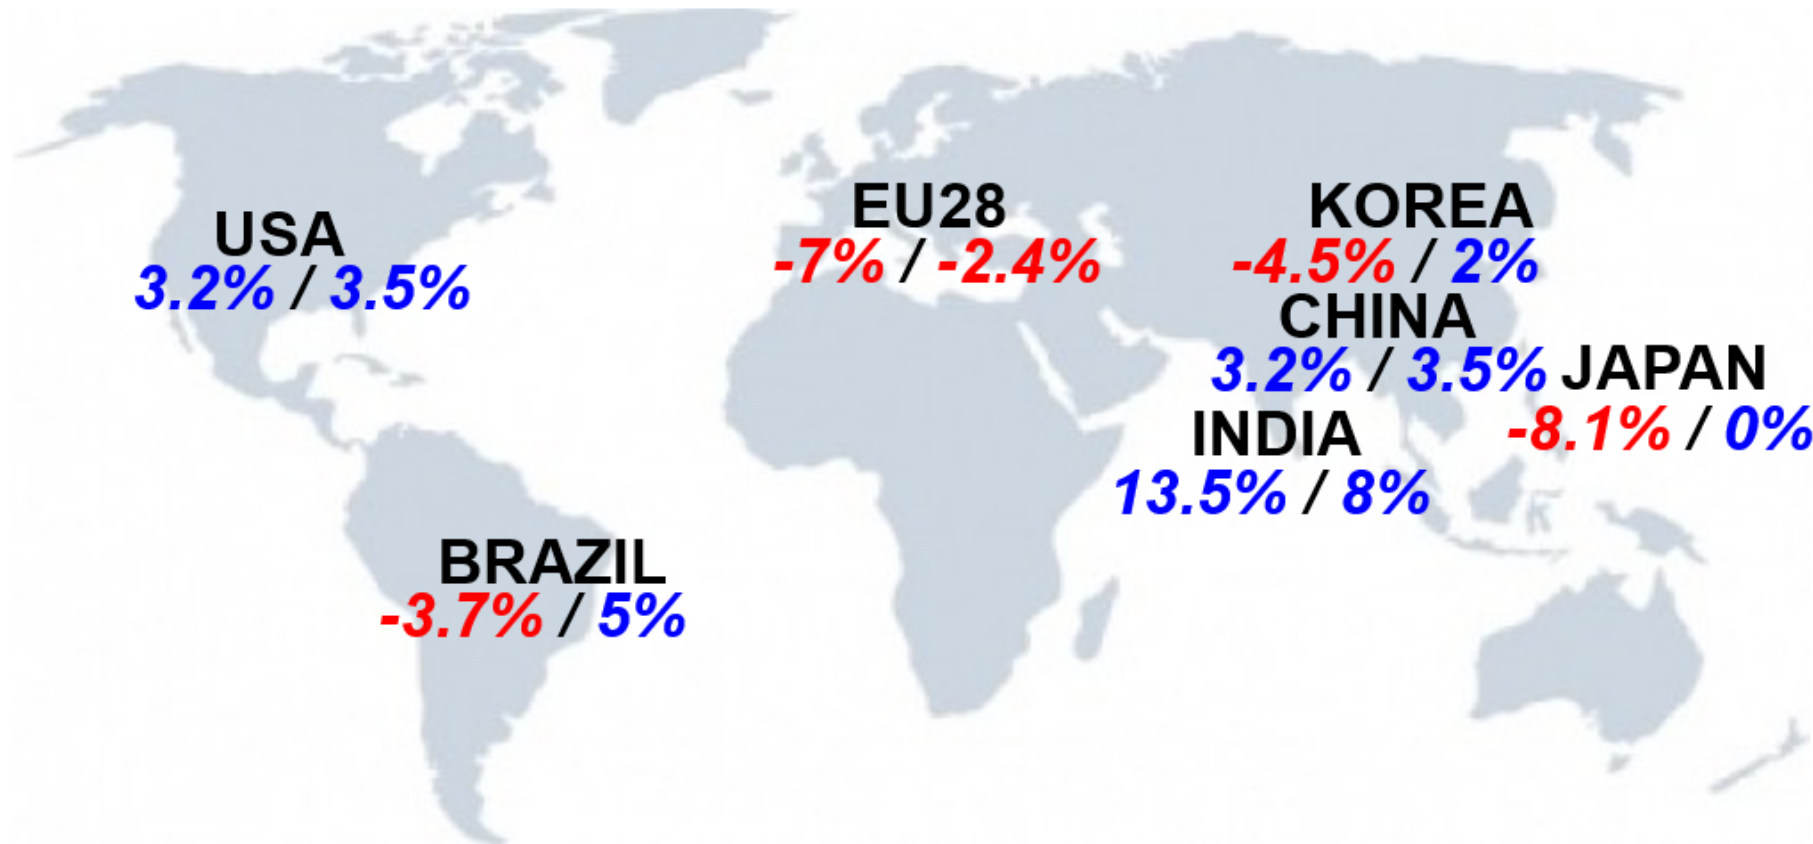 USA
3.2% / 3.5%
EU28
-7% / -2.4%
KOREA
-4.5% / 2%
CHINA
3.2% / 3.5%
JAPAN
-8.1% / 0%
INDIA
13.5% / 8%
BRAZIL
-3.7% / 5%